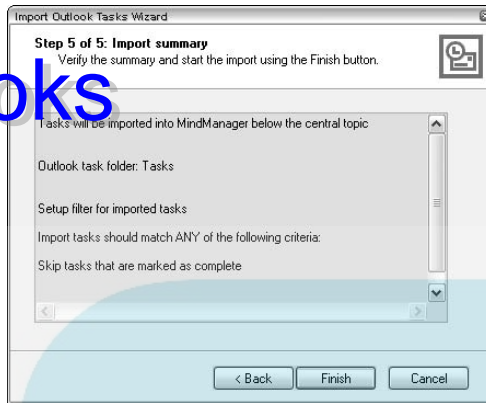 Import Outlook Tasks Wizard
Step 5 of 5: Import summary
Verify the summary and start the import using the Finish button.
oks
Tasks will be imported into MindManager below the central topic
Outlook task folder: Tasks
Setup filter for imported tasks
Import tasks should match ANY of the following criteria:
Skip tasks that are marked as complete
< Back
Finish
Cancel